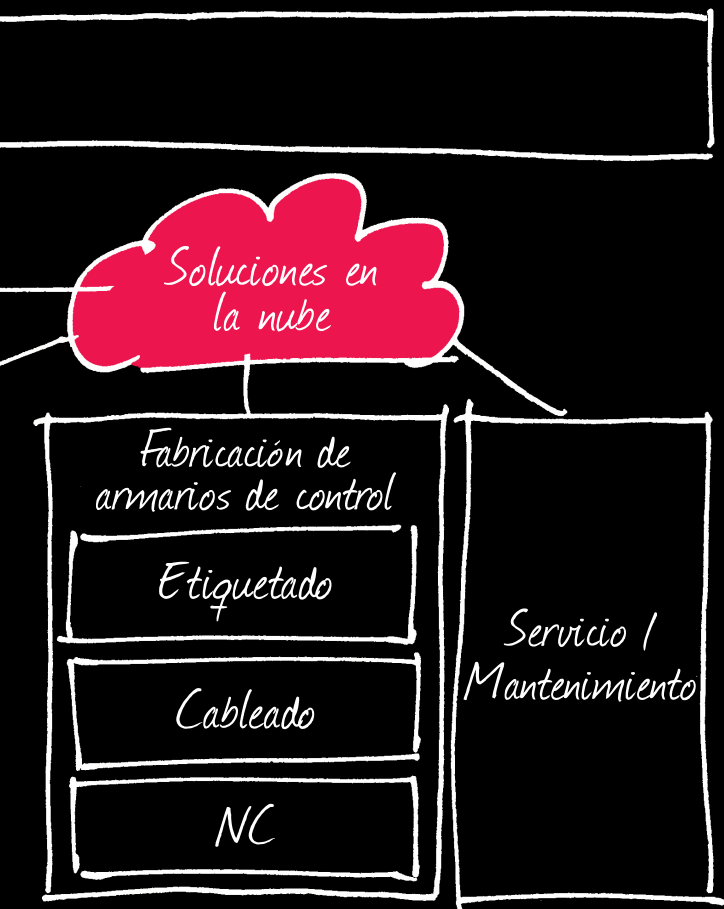 Soluciones en
la nube
Fabricación de
armarios de control
Etiquetado
Cableado
NC
Servicio /
Mantenimiento